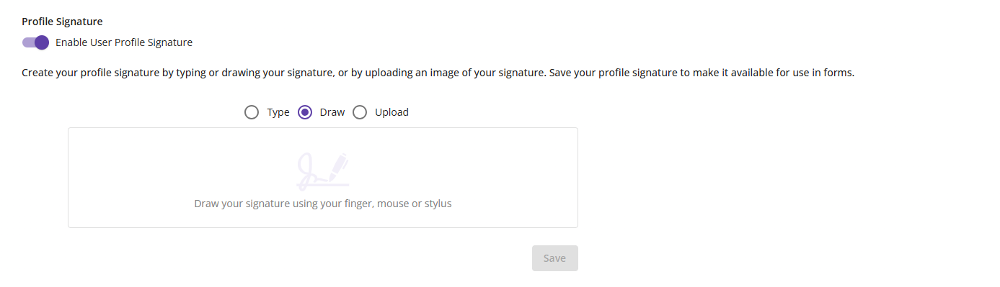 Profile Signature
Enable User Profile Signature
Create your profile signature by typing or drawing your signature, or by uploading an image of your signature. Save your profile signature to make it available for use in forms.
Type Draw Upload
Draw your signature using your finger, mouse or stylus
Save